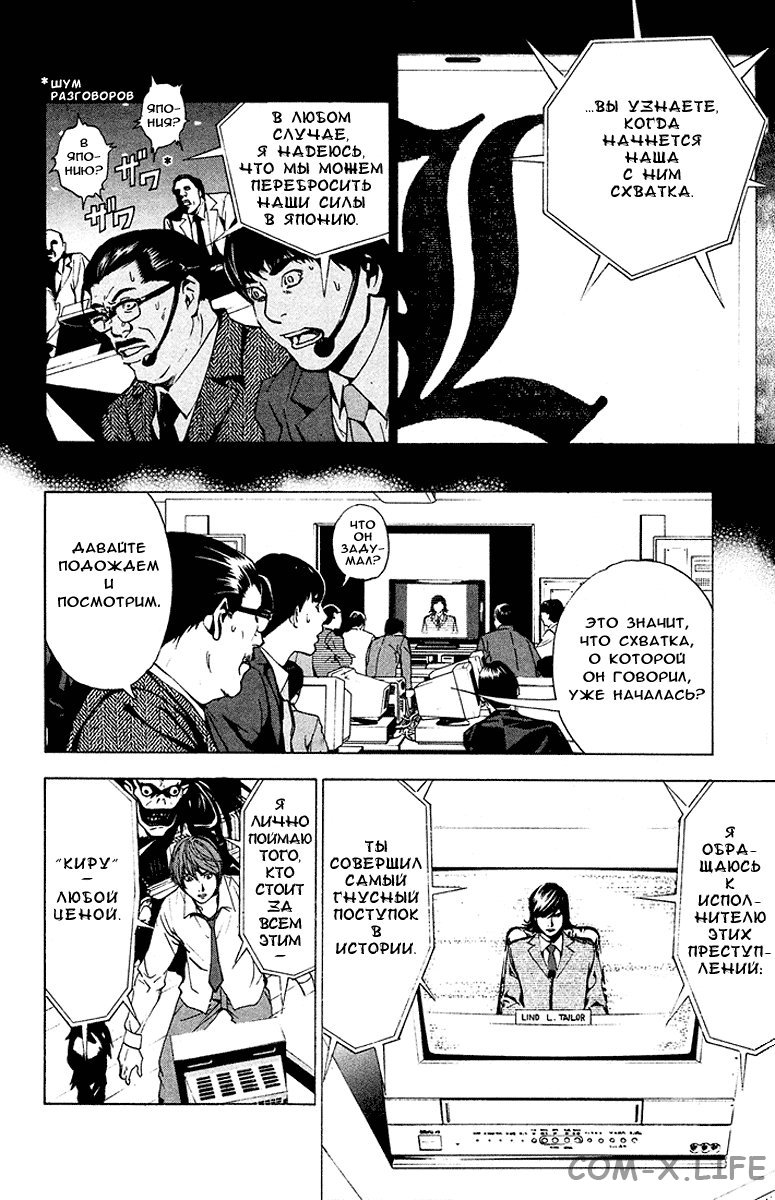 ...ВЫ УЗНАЕТЕ,
КОГДА
НАЧНЕТСЯ
НАША
С НИМ
СХВАТКА.
L
В ЛЮБОМ
СЛУЧАЕ,
Я НАДЕЮСЬ,
ЧТО МЫ МОЖЕМ
ПЕРЕБРОСИТЬ
НАШИ СИЛЫ
В ЯПОНИЮ.
ЯПО-
НИЯ?
*ШУМ
РАЗГОВОРОВ
*
В
ЯПО-
НИЮ?
ザワ
ザワ
ЧТО
ОН
ЗАДУ-
МАЛ?
ЭТО ЗНАЧИТ,
ЧТО СХВАТКА,
О КОТОРОЙ
ОН ГОВОРИЛ,
УЖЕ НАЧАЛАСЬ?
ДАВАЙТЕ
ПОДОЖДЕМ
И
ПОСМОТРИМ.
Я
ОБРА-
ЩАЮСЬ
К
ИСПОЛ-
НИТЕЛЮ
ЭТИХ
ПРЕСТУП-
ЛЕНИЙ:
ТЫ
СОВЕРШИЛ
САМЫЙ
ГНУСНЫЙ
ПОСТУПОК
В
ИСТОРИИ.
LIND L. TAILOR
Я
ЛИЧНО
ПОЙМАЮ
ТОГО,
КТО
СТОИТ
ЗА
ВСЕМ
ЭТИМ
–
"КИРУ"
–
ЛЮБОЙ
ЦЕНОЙ.
COM-X.LIFE